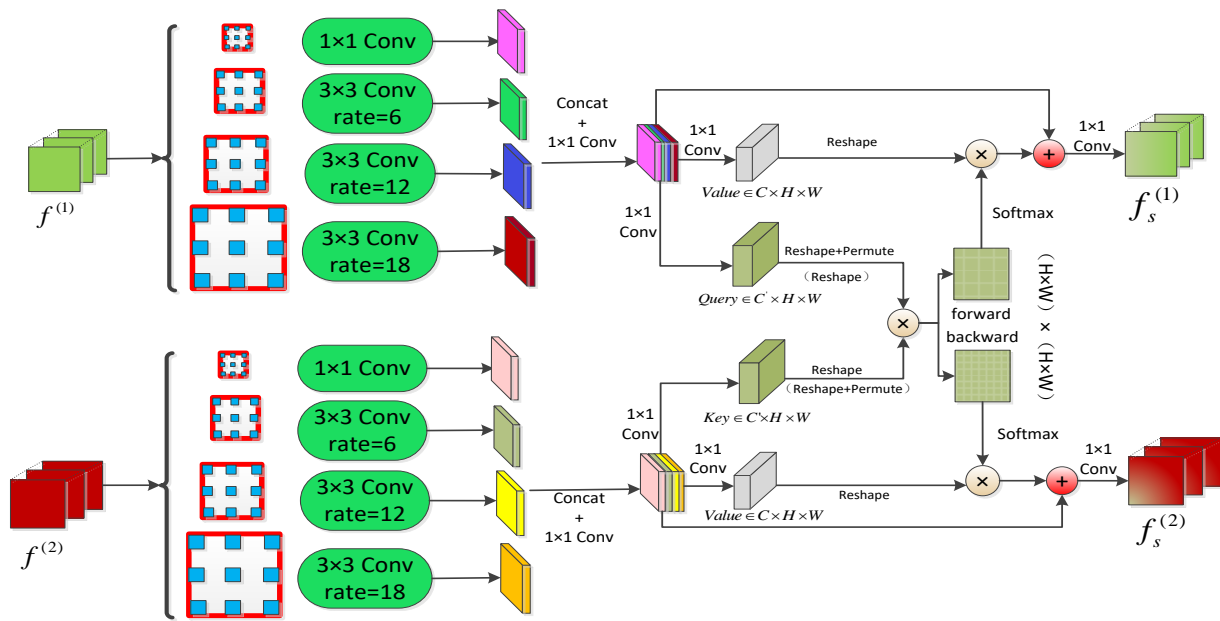 f^(1)
1×1 Conv
3×3 Conv
rate=6
3×3 Conv
rate=12
3×3 Conv
rate=18
Concat
+
1×1 Conv
1×1
Conv
Value∈C×H×W
Reshape
×
+
1×1
Conv
f_s^(1)
1×1
Conv
Query∈C'×H×W
Reshape+Permute
(Reshape)
×
Softmax
forward
backward
(H×W) × (H×W)
Reshape
(Reshape+Permute)
Key∈C'×H×W
1×1
Conv
Softmax
f^(2)
1×1 Conv
3×3 Conv
rate=6
3×3 Conv
rate=12
3×3 Conv
rate=18
Concat
+
1×1 Conv
1×1
Conv
Value∈C×H×W
Reshape
×
+
1×1
Conv
f_s^(2)